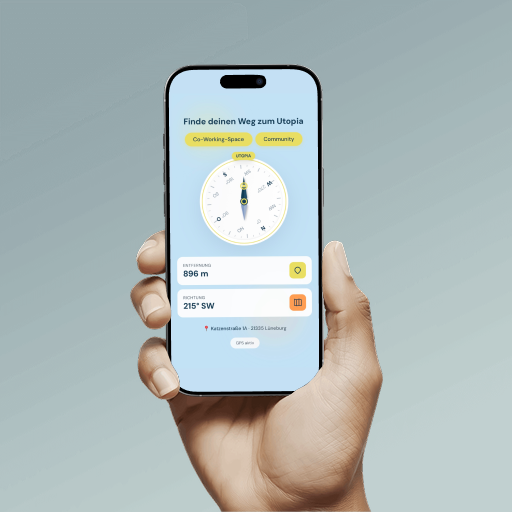 Finde deinen Weg zum Utopia
Co-Working-Space Community
UTOPIA
S
W
O
N
ENTFERNUNG
896 m
RICHTUNG
215° SW
Katzenstraße 1A · 21335 Lüneburg
GPS aktiv